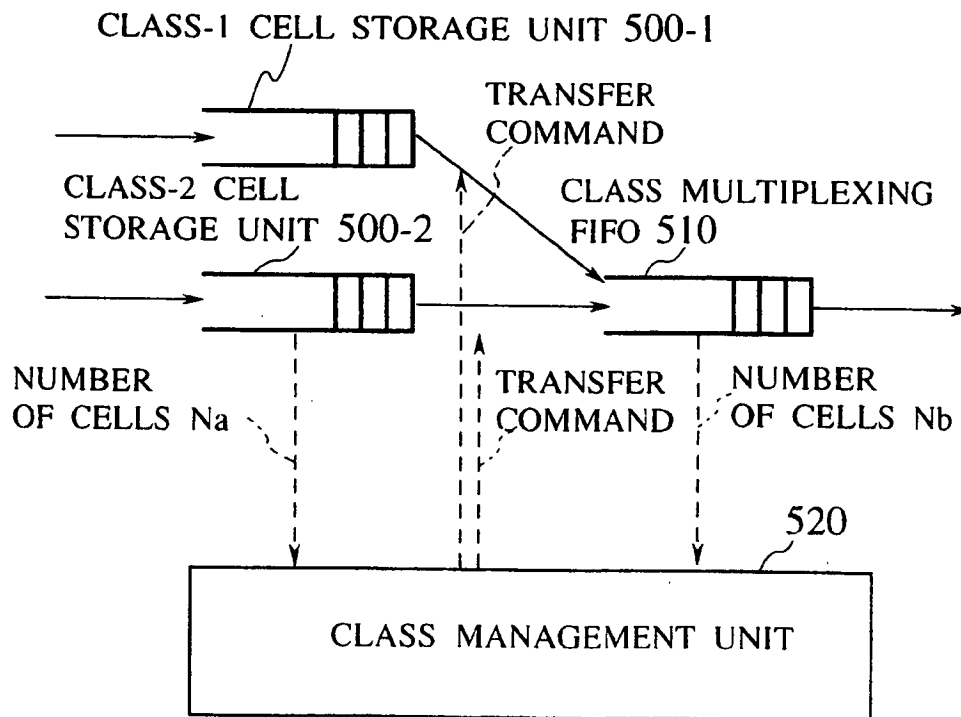 CLASS-1 CELL STORAGE UNIT 500-1
TRANSFER
COMMAND
CLASS-2 CELL
STORAGE UNIT 500-2
CLASS MULTIPLEXING
FIFO 510
NUMBER
OF CELLS Na
TRANSFER
COMMAND
NUMBER
OF CELLS Nb
520
CLASS MANAGEMENT UNIT